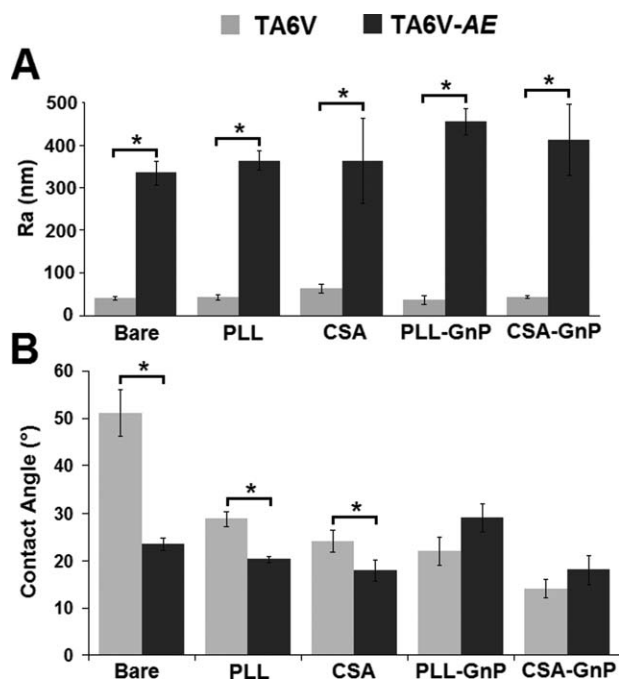 TA6V TA6V-AE
A
Ra (nm)
500
400
300
200
100
0
* * * * *
Bare PLL CSA PLL-GnP CSA-GnP
B
Contact Angle (°)
60
50
40
30
20
10
0
* * *
Bare PLL CSA PLL-GnP CSA-GnP